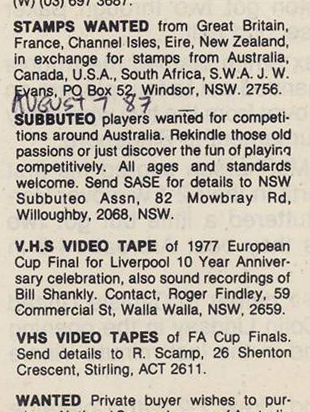 (W) (03) 697 3687.
STAMPS WANTED from Great Britain,
France, Channel Isles, Eire, New Zealand,
in exchange for stamps from Australia,
Canada, U.S.A., South Africa, S.W.A. J. W.
Evans, PO Box 52, Windsor, NSW. 2756.
AUGUST 7 87
SUBBUTEO players wanted for competi-
tions around Australia. Rekindle those old
passions or just discover the fun of playing
competitively. All ages and standards
welcome. Send SASE for details to NSW
Subbuteo Assn, 82 Mowbray Rd,
Willoughby, 2068, NSW.
V.H.S VIDEO TAPE of 1977 European
Cup Final for Liverpool 10 Year Anniver-
sary celebration, also sound recordings of
Bill Shankly. Contact, Roger Findley, 59
Commercial St, Walla Walla, NSW, 2659.
VHS VIDEO TAPES of FA Cup Finals.
Send details to R. Scamp, 26 Shenton
Crescent, Stirling, ACT 2611.
WANTED Private buyer wishes to pur-